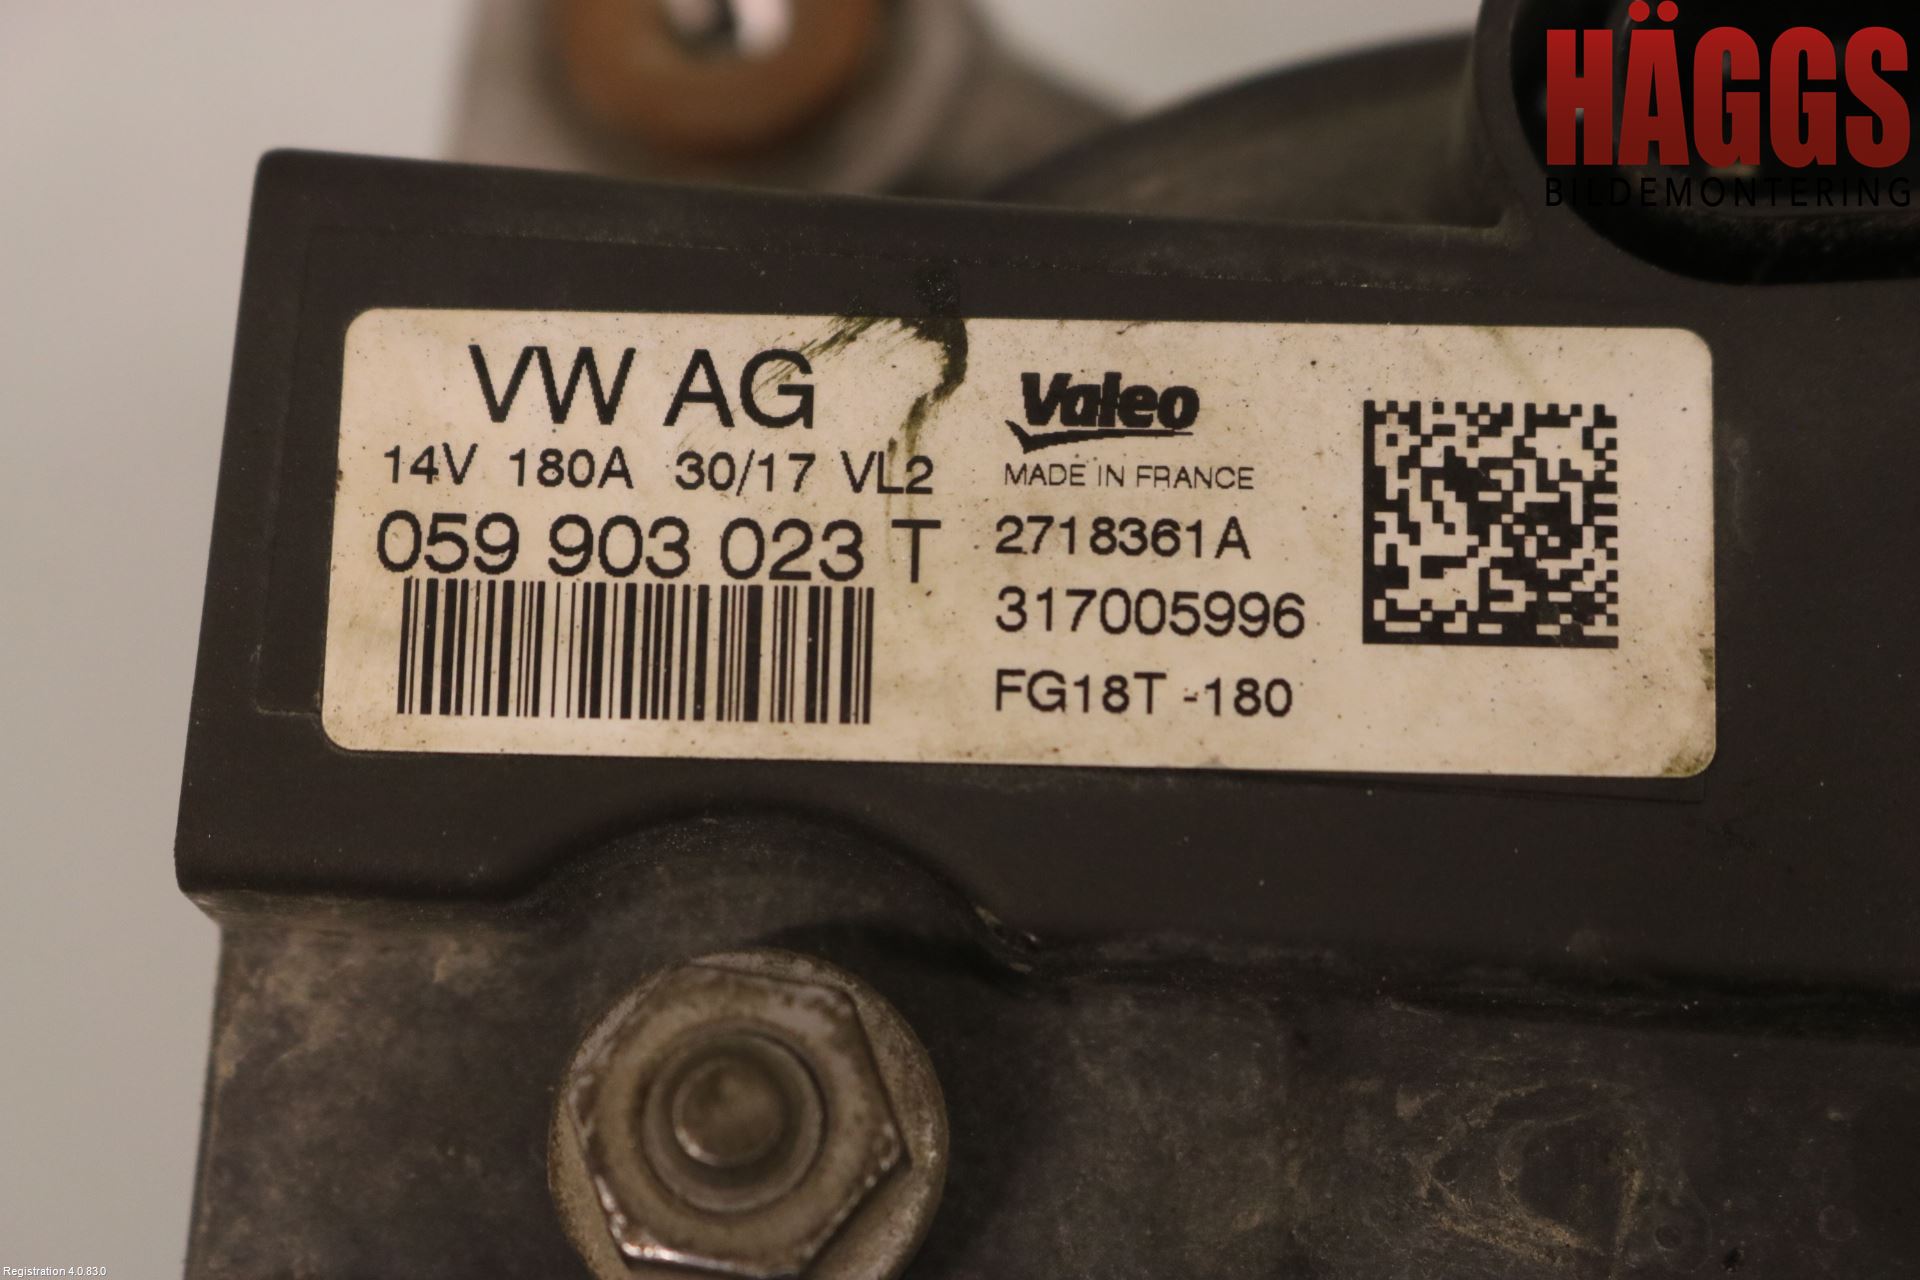 HÄGGS
BILDEMONTERING
VW AG
14V 180A 30/17 VL2
059 903 023 T
Valeo
MADE IN FRANCE
2718361A
317005996
FG18T -180
Registration 4.0.83.0